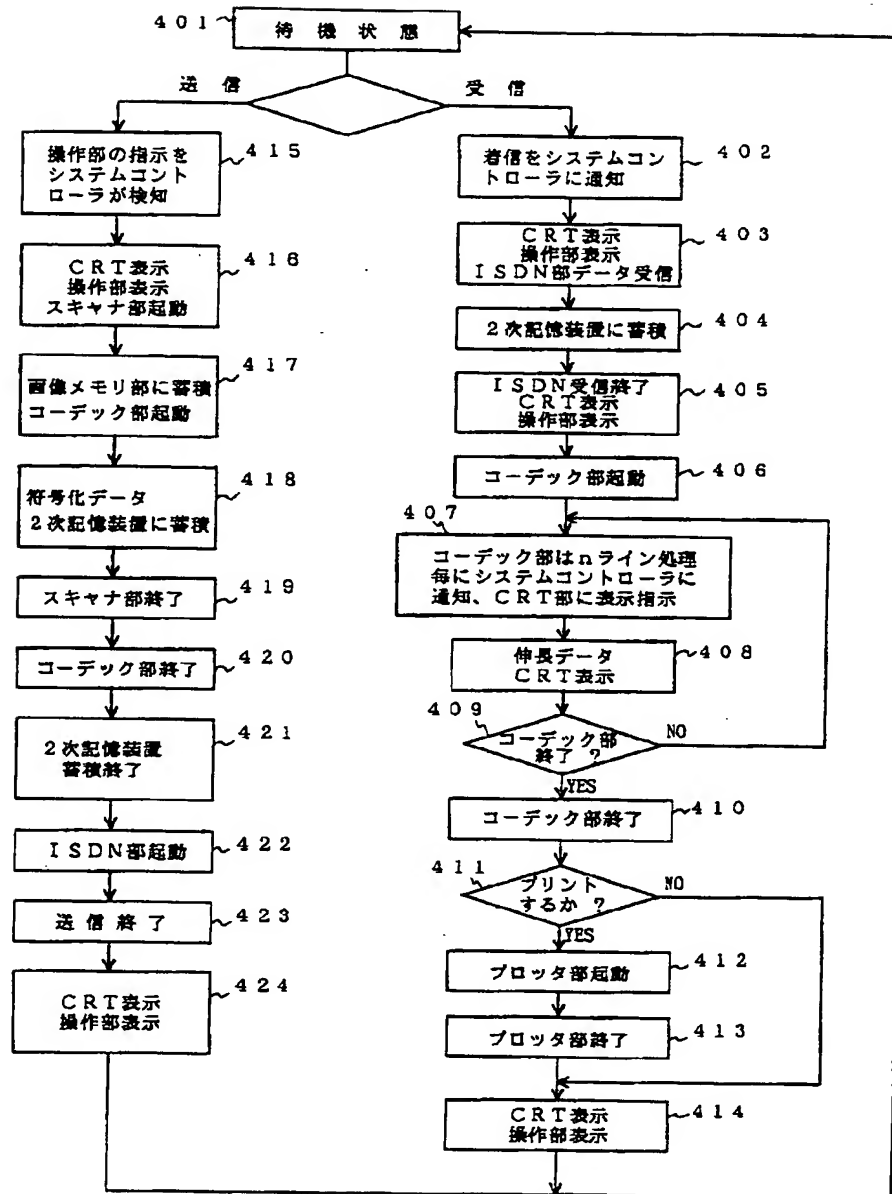 401
待機状態
送信
受信
操作部の指示を
システムコント
ローラが検知
415
CRT表示
操作部表示
スキャナ部起動
416
画像メモリ部に蓄積
コーデック部起動
417
符号化データ
2次記憶装置に蓄積
418
スキャナ部終了
419
コーデック部終了
420
2次記憶装置
蓄積終了
421
ISDN部起動
422
送信終了
423
CRT表示
操作部表示
424
着信をシステムコン
トローラに通知
402
CRT表示
操作部表示
ISDN部データ受信
403
2次記憶装置に蓄積
404
ISDN受信終了
CRT表示
操作部表示
405
コーデック部起動
406
407
コーデック部はnライン処理
毎にシステムコントローラに
通知、CRT部に表示指示
伸長データ
CRT表示
408
409
コーデック部
終了?
NO
YES
コーデック部終了
410
411
プリント
するか?
NO
YES
プロッタ部起動
412
プロッタ部終了
413
CRT表示
操作部表示
414